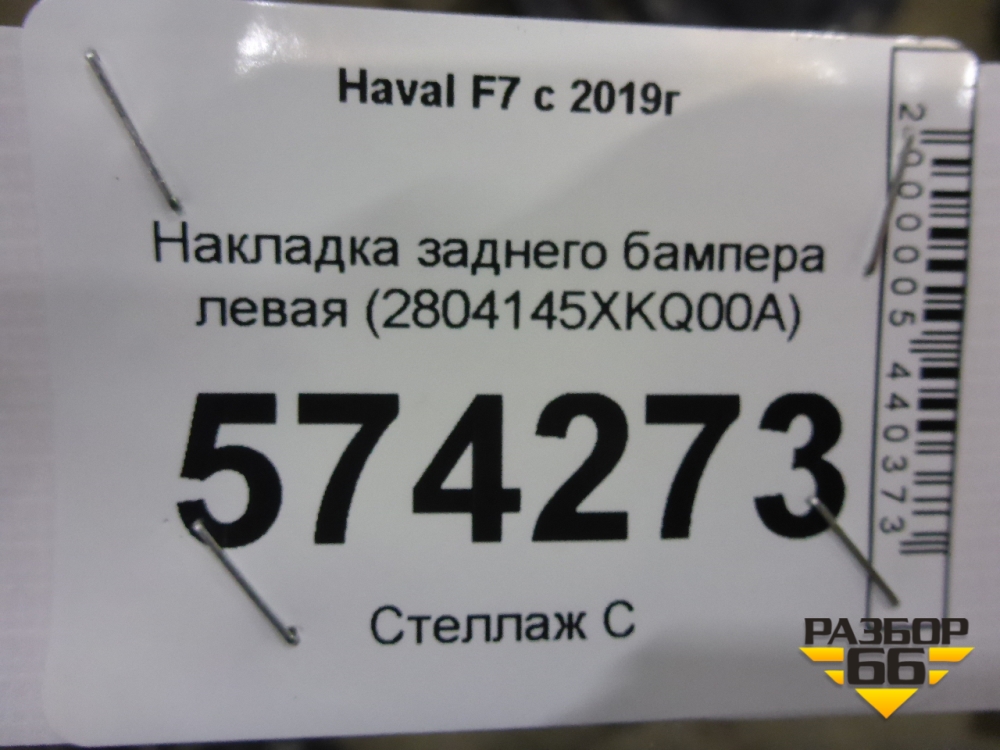 Haval F7 с 2019г
Накладка заднего бампера
левая (2804145XKQ00A)
574273
Стеллаж С
2000005440373
РАЗБОР
66